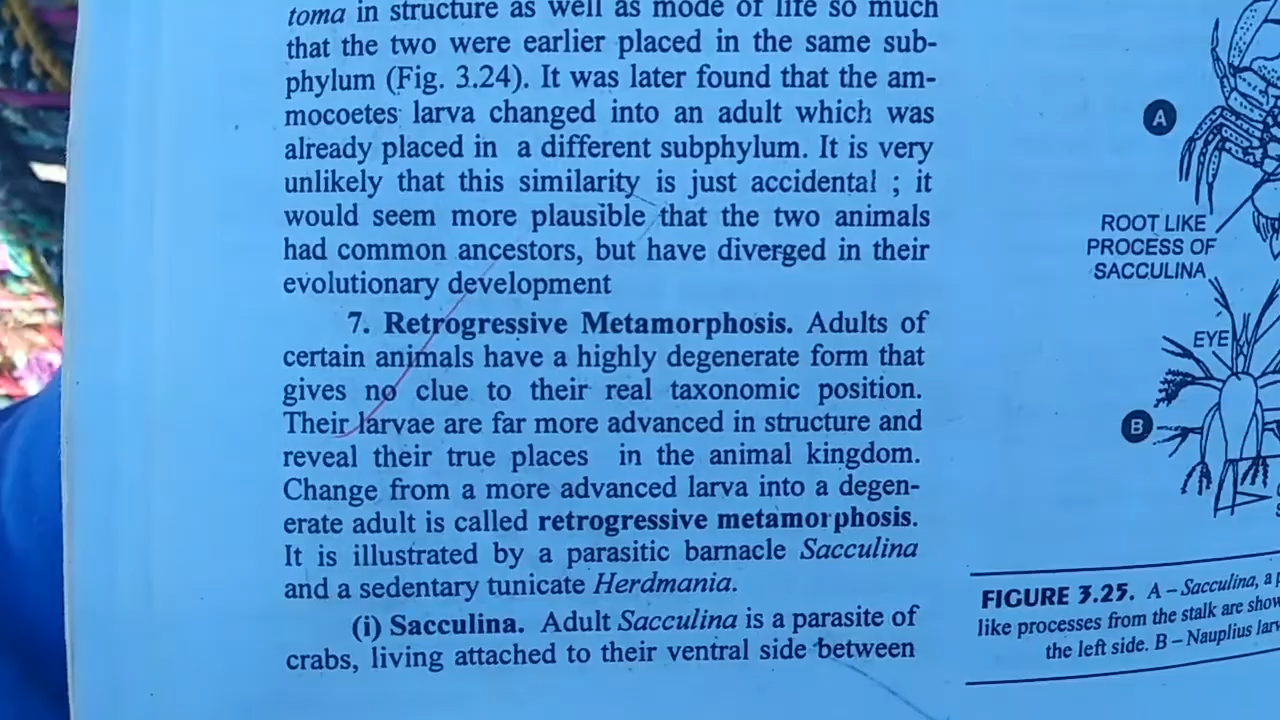 toma in structure as well as mode of life so much
that the two were earlier placed in the same sub-
phylum (Fig. 3.24). It was later found that the am-
mocoetes larva changed into an adult which was
already placed in a different subphylum. It is very
unlikely that this similarity is just accidental ; it
would seem more plausible that the two animals
had common ancestors, but have diverged in their
evolutionary development
7. Retrogressive Metamorphosis. Adults of
certain animals have a highly degenerate form that
gives no clue to their real taxonomic position.
Their larvae are far more advanced in structure and
reveal their true places in the animal kingdom.
Change from a more advanced larva into a degen-
erate adult is called retrogressive metamorphosis.
It is illustrated by a parasitic barnacle Sacculina
and a sedentary tunicate Herdmania.
(i) Sacculina. Adult Sacculina is a parasite of
crabs, living attached to their ventral side between
A
ROOT LIKE
PROCESS OF
SACCULINA
EYE
B
FIGURE 3.25. A – Sacculina, a
like processes from the stalk are
the left side. B – Nauplius